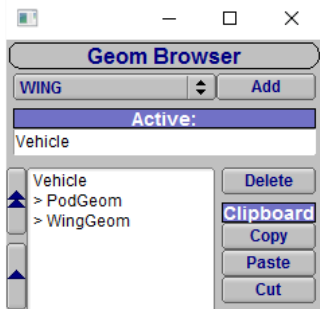 Geom Browser
WING
Add
Active:
Vehicle
Vehicle
> PodGeom
> WingGeom
Delete
Clipboard
Copy
Paste
Cut